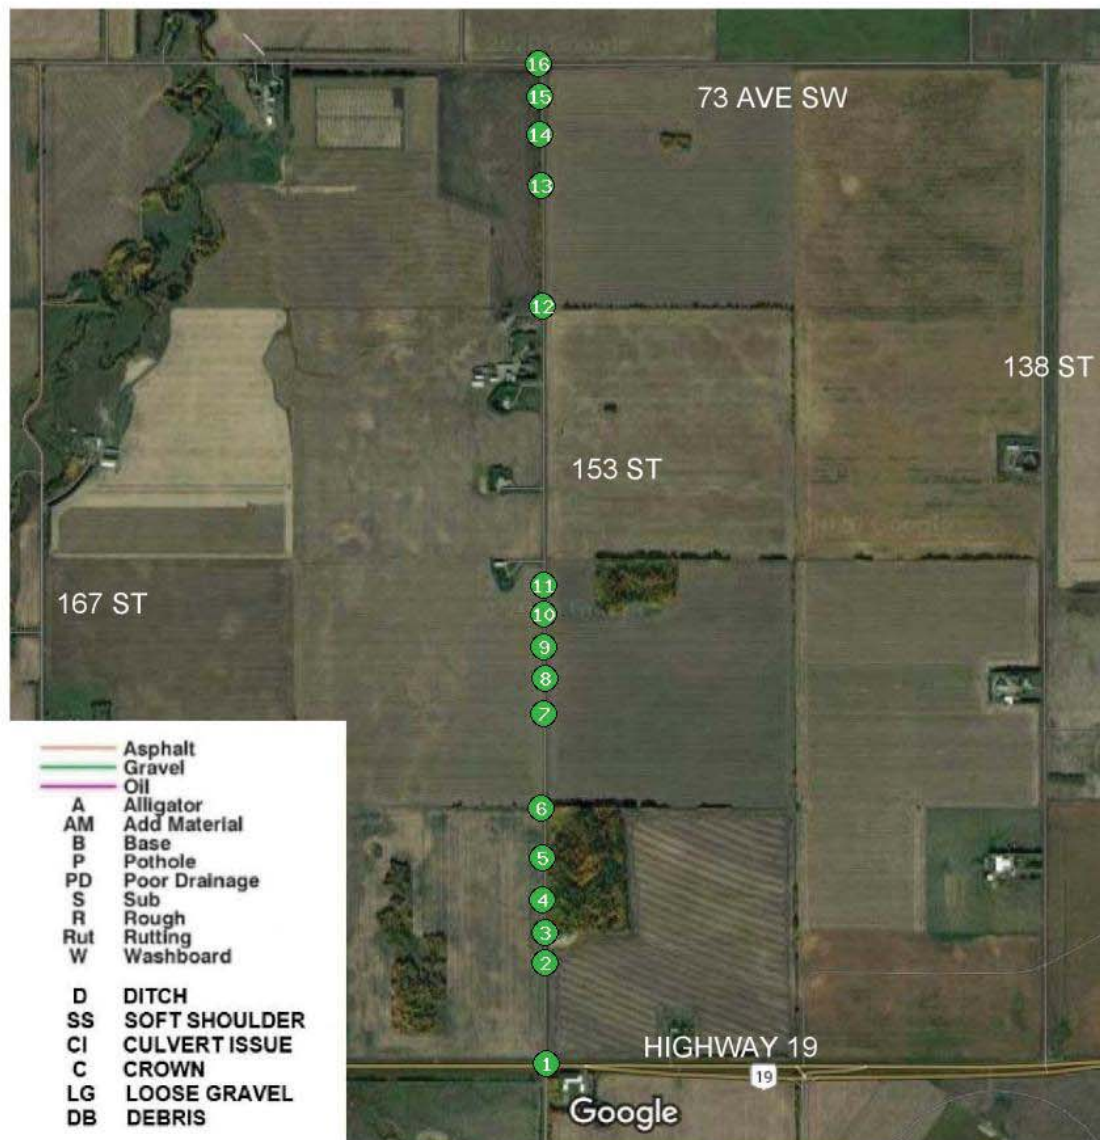 16
15
73 AVE SW
14
13
12
138 ST
153 ST
11
167 ST
10
9
8
7
Asphalt
Gravel
Oil
A Alligator
AM Add Material
B Base
P Pothole
PD Poor Drainage
S Sub
R Rough
Rut Rutting
W Washboard
6
5
4
3
2
D DITCH
SS SOFT SHOULDER
CI CULVERT ISSUE
C CROWN
LG LOOSE GRAVEL
DB DEBRIS
HIGHWAY 19
1
19
Google